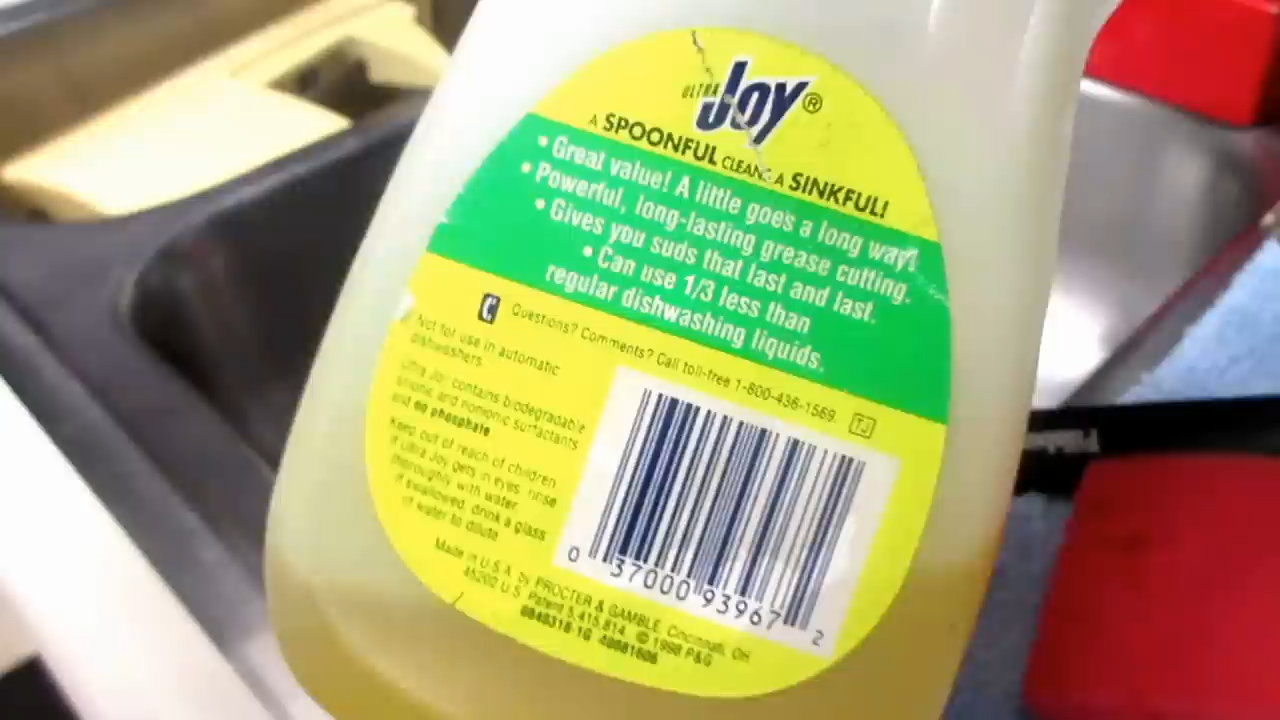 ULTRA Joy®
A SPOONFUL CLEANS A SINKFUL!
• Great value! A little goes a long way!
• Powerful, long-lasting grease cutting.
• Gives you suds that last and last.
• Can use 1/3 less than
regular dishwashing liquids.
Questions? Comments? Call toll-free 1-800-436-1569. TJ
Not for use in automatic
dishwashers.
Ultra Joy contains biodegradable
anionic and nonionic surfactants
and no phosphate
Keep out of reach of children
If Ultra Joy gets in eyes, rinse
thoroughly with water
If swallowed, drink a glass
of water to dilute
0 37000 93967 2
Made in U.S.A. by PROCTER & GAMBLE, Cincinnati, OH
45202 U.S. Patent 5,415,814. © 1998 P&G